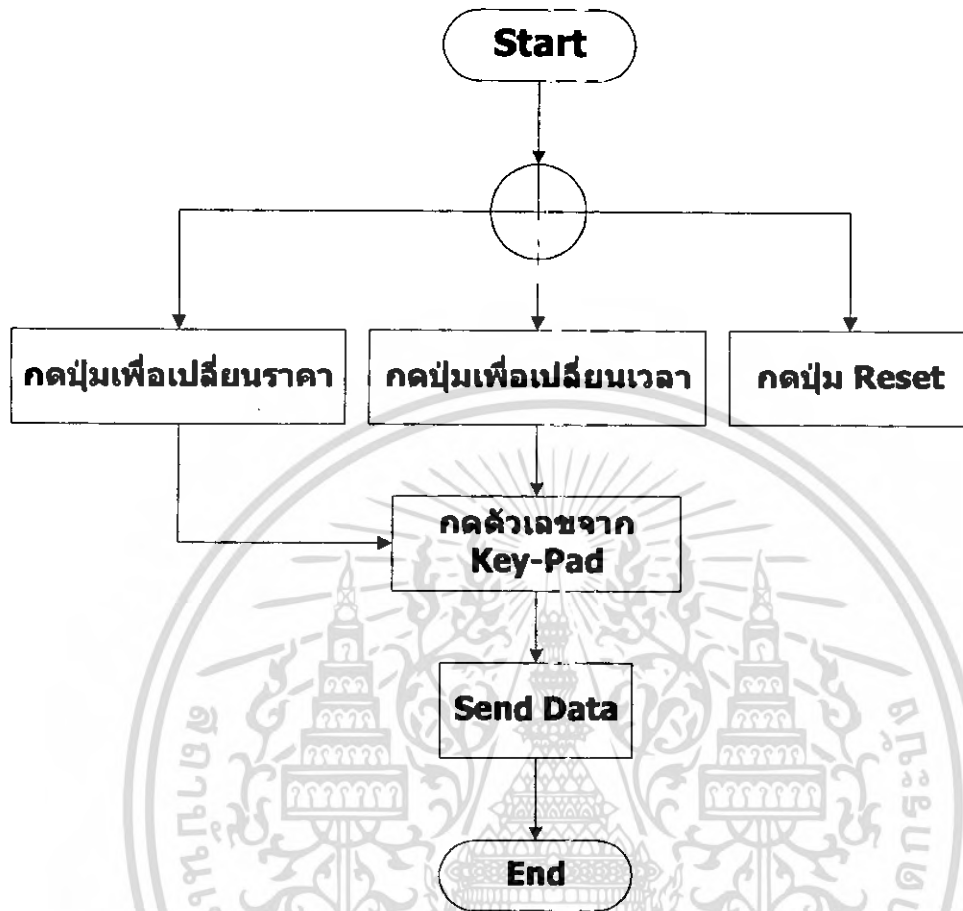 Start
กดปุ่มเพื่อเปลี่ยนราคา
กดปุ่มเพื่อเปลี่ยนเวลา
กดปุ่ม Reset
กดตัวเลขจาก
Key-Pad
Send Data
End